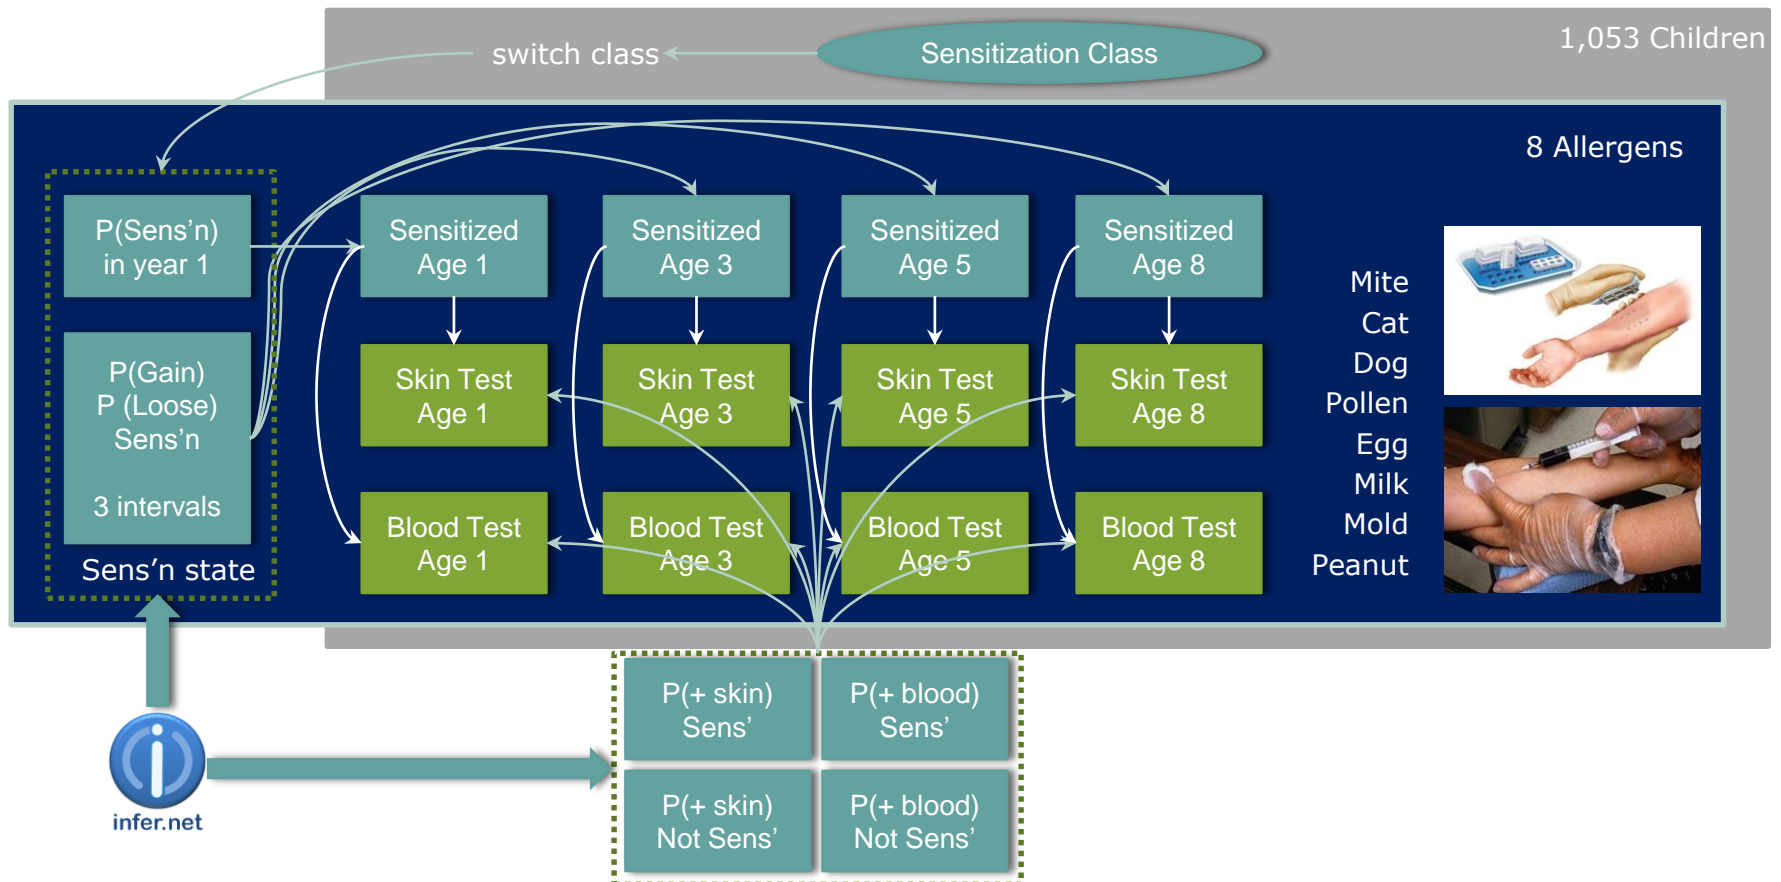 1,053 Children
switch class
Sensitization Class
8 Allergens
P(Sens’n)
in year 1
Sensitized
Age 1
Sensitized
Age 3
Sensitized
Age 5
Sensitized
Age 8
P(Gain)
P (Loose)
Sens’n
3 intervals
Sens’n state
Skin Test
Age 1
Skin Test
Age 3
Skin Test
Age 5
Skin Test
Age 8
Blood Test
Age 1
Blood Test
Age 3
Blood Test
Age 5
Blood Test
Age 8
Mite
Cat
Dog
Pollen
Egg
Milk
Mold
Peanut
infer.net
P(+ skin)
Sens’
P(+ blood)
Sens’
P(+ skin)
Not Sens’
P(+ blood)
Not Sens’